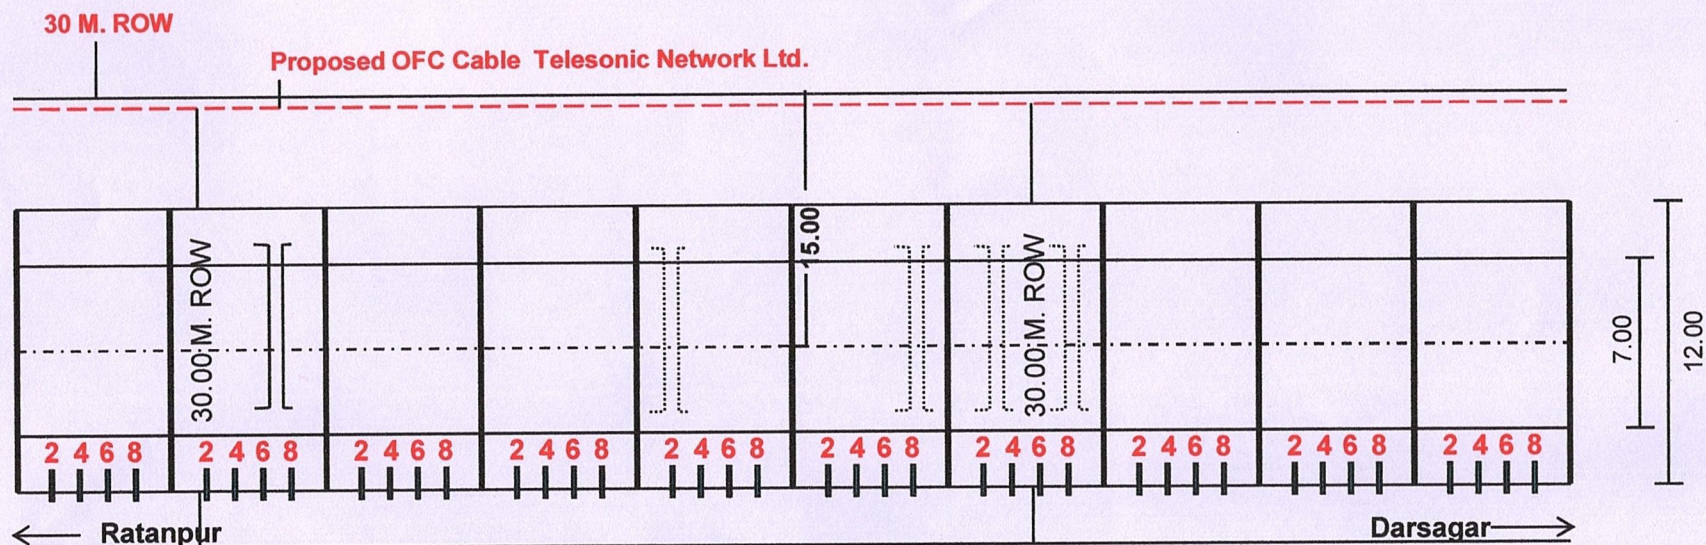 30 M. ROW
Proposed OFC Cable Telesonic Network Ltd.
30.00 M. ROW
15.00
30.00 M. ROW
7.00
12.00
2 4 6 8 2 4 6 8 2 4 6 8 2 4 6 8 2 4 6 8 2 4 6 8 2 4 6 8 2 4 6 8 2 4 6 8 2 4 6 8
Ratanpur
Darsagar